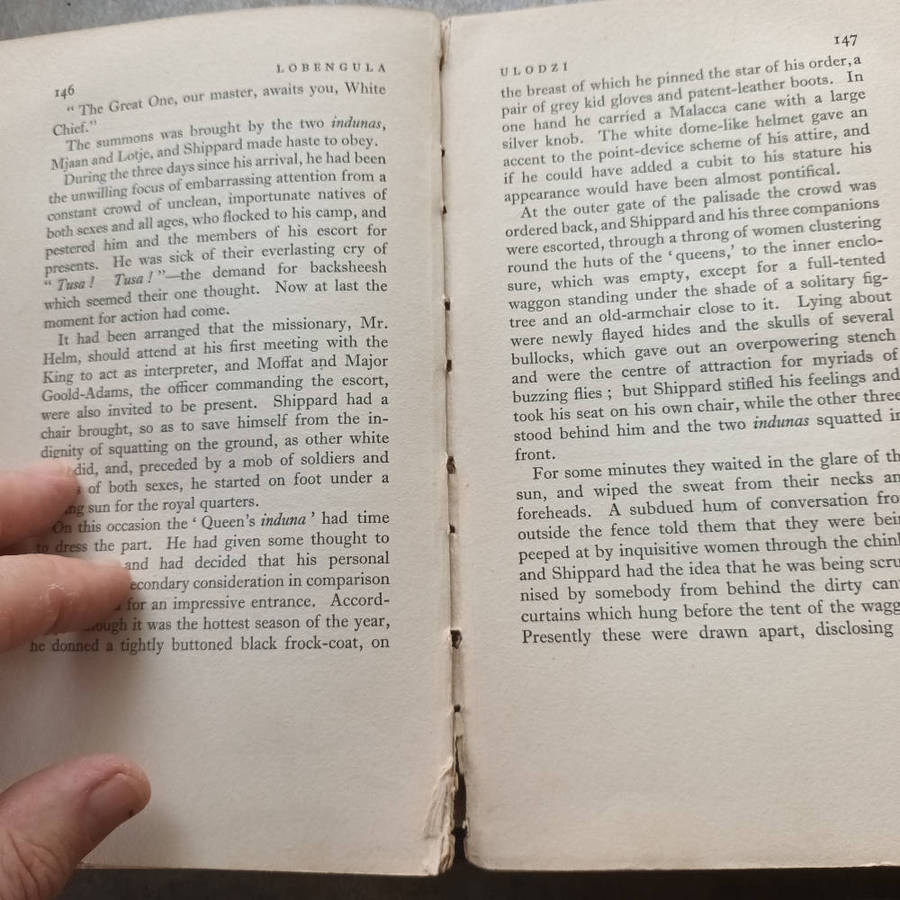 146
LOBENGULA
" The Great One, our master, awaits you, White
Chief."
The summons was brought by the two indunas,
Mjaan and Lotje, and Shippard made haste to obey.
During the three days since his arrival, he had been
the unwilling focus of embarrassing attention from a
constant crowd of unclean, importunate natives of
both sexes and all ages, who flocked to his camp, and
pestered him and the members of his escort for
presents. He was sick of their everlasting cry of
" Tusa ! Tusa ! "—the demand for backsheesh
which seemed their one thought. Now at last the
moment for action had come.
It had been arranged that the missionary, Mr.
Helm, should attend at his first meeting with the
King to act as interpreter, and Moffat and Major
Goold-Adams, the officer commanding the escort,
were also invited to be present. Shippard had a
chair brought, so as to save himself from the in-
dignity of squatting on the ground, as other white
did, and, preceded by a mob of soldiers and
of both sexes, he started on foot under a
sun for the royal quarters.
On this occasion the ' Queen's induna ' had time
to dress the part. He had given some thought to
and had decided that his personal
secondary consideration in comparison
for an impressive entrance. Accord-
though it was the hottest season of the year,
he donned a tightly buttoned black frock-coat, on
ULODZI
147
the breast of which he pinned the star of his order, a
pair of grey kid gloves and patent-leather boots. In
one hand he carried a Malacca cane with a large
silver knob. The white dome-like helmet gave an
accent to the point-device scheme of his attire, and
if he could have added a cubit to his stature his
appearance would have been almost pontifical.
At the outer gate of the palisade the crowd was
ordered back, and Shippard and his three companions
were escorted, through a throng of women clustering
round the huts of the ' queens,' to the inner enclo-
sure, which was empty, except for a full-tented
waggon standing under the shade of a solitary fig-
tree and an old-armchair close to it. Lying about
were newly flayed hides and the skulls of several
bullocks, which gave out an overpowering stench
and were the centre of attraction for myriads of
buzzing flies ; but Shippard stifled his feelings and
took his seat on his own chair, while the other three
stood behind him and the two indunas squatted in
front.
For some minutes they waited in the glare of th
sun, and wiped the sweat from their necks an
foreheads. A subdued hum of conversation fro
outside the fence told them that they were bein
peeped at by inquisitive women through the chink
and Shippard had the idea that he was being scru
nised by somebody from behind the dirty can
curtains which hung before the tent of the wagg
Presently these were drawn apart, disclosing